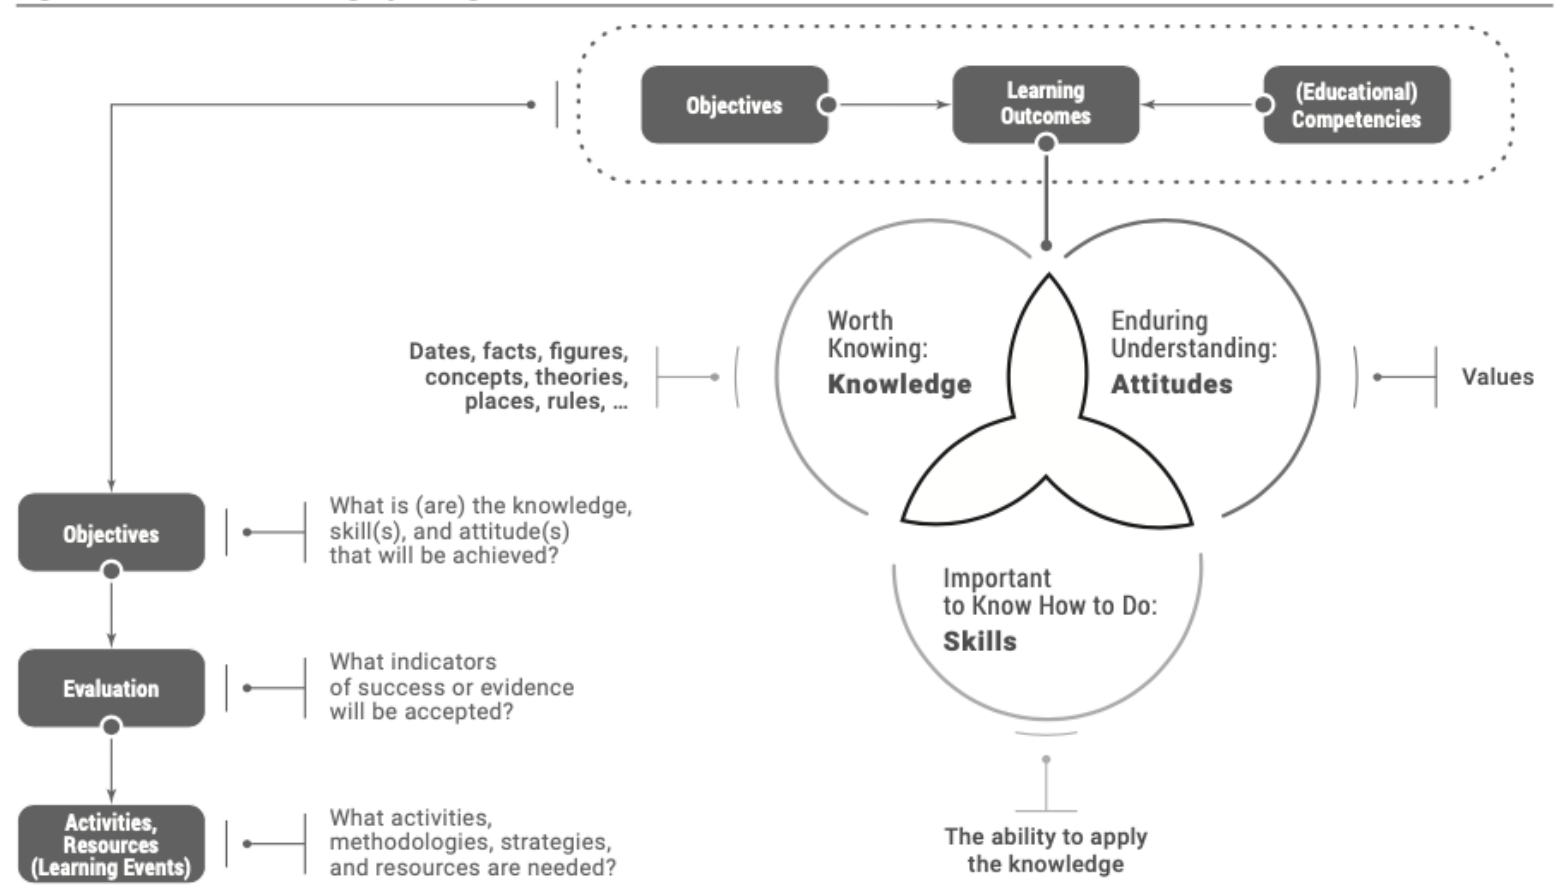 Objectives
Learning
Outcomes
(Educational)
Competencies
Worth
Knowing:
Knowledge
Enduring
Understanding:
Attitudes
Dates, facts, figures,
concepts, theories,
places, rules, ...
Values
Objectives
What is (are) the knowledge,
skill(s), and attitude(s)
that will be achieved?
Important
to Know How to Do:
Skills
Evaluation
What indicators
of success or evidence
will be accepted?
Activities,
Resources
(Learning Events)
What activities,
methodologies, strategies,
and resources are needed?
The ability to apply
the knowledge